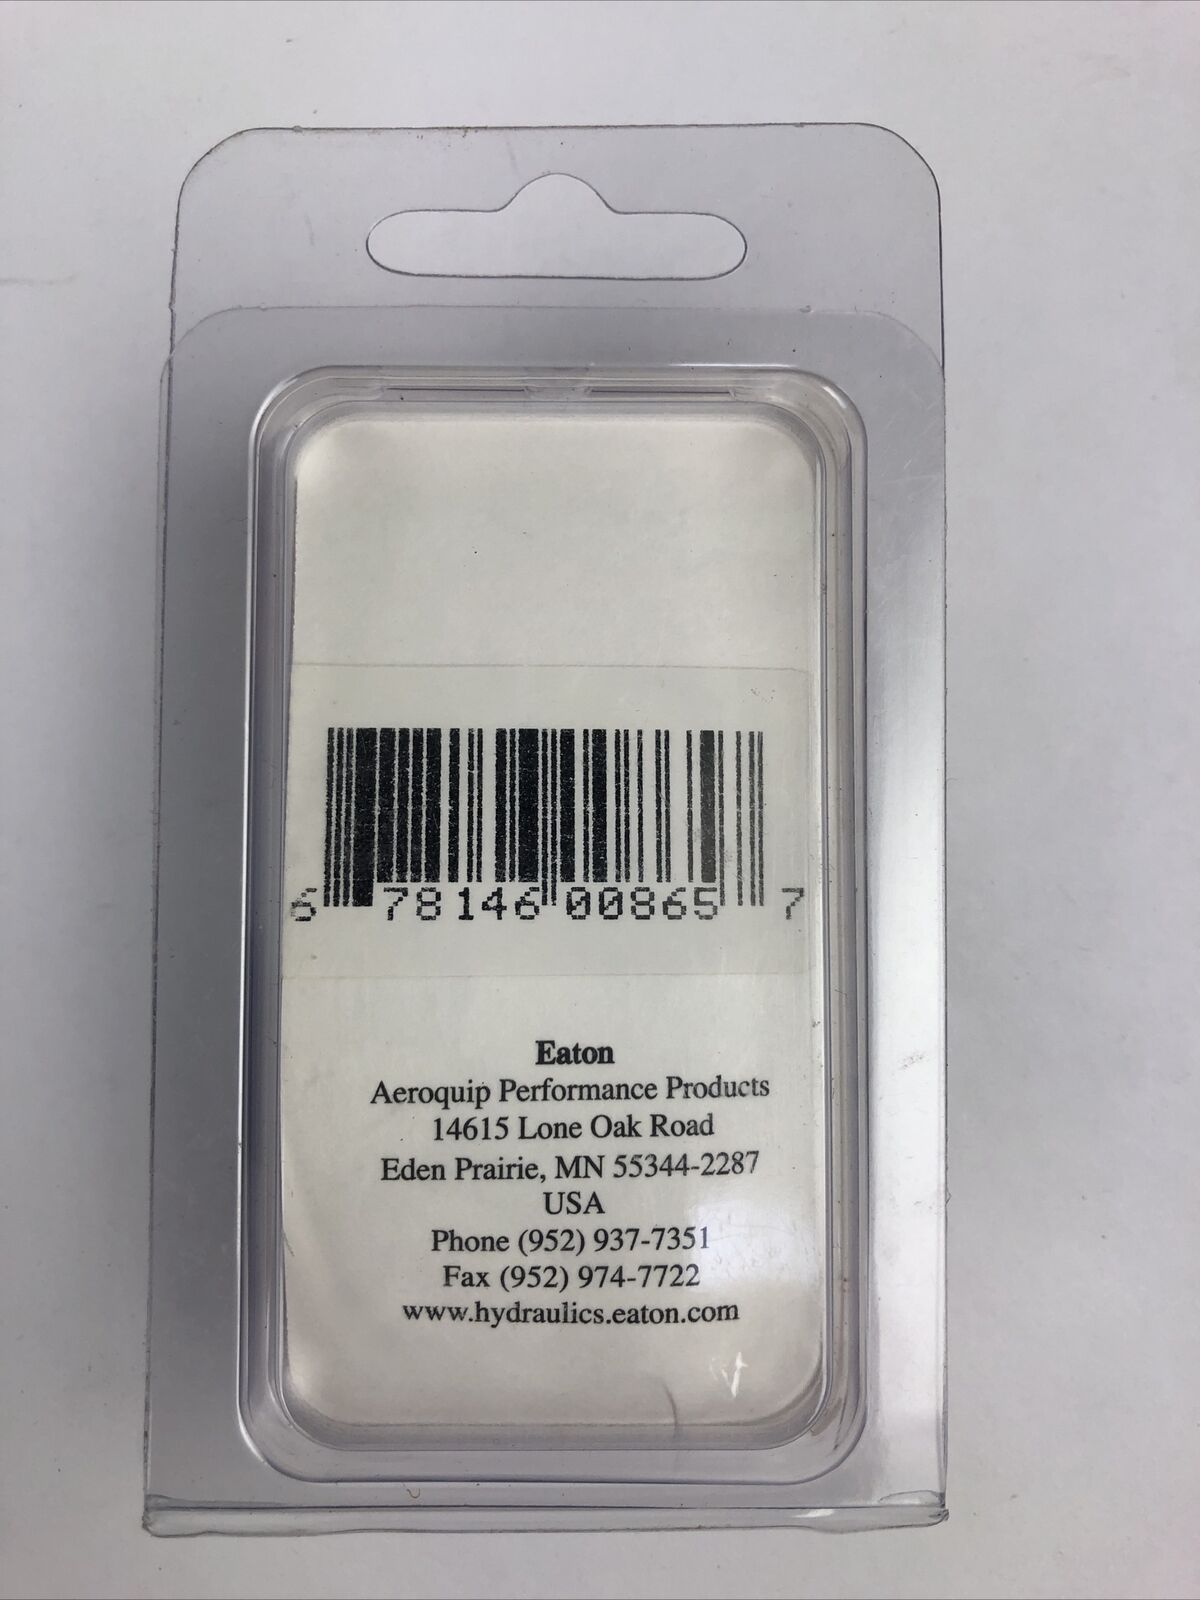 6 78146 00865 7
Eaton
Aeroquip Performance Products
14615 Lone Oak Road
Eden Prairie, MN 55344-2287
USA
Phone (952) 937-7351
Fax (952) 974-7722
www.hydraulics.eaton.com